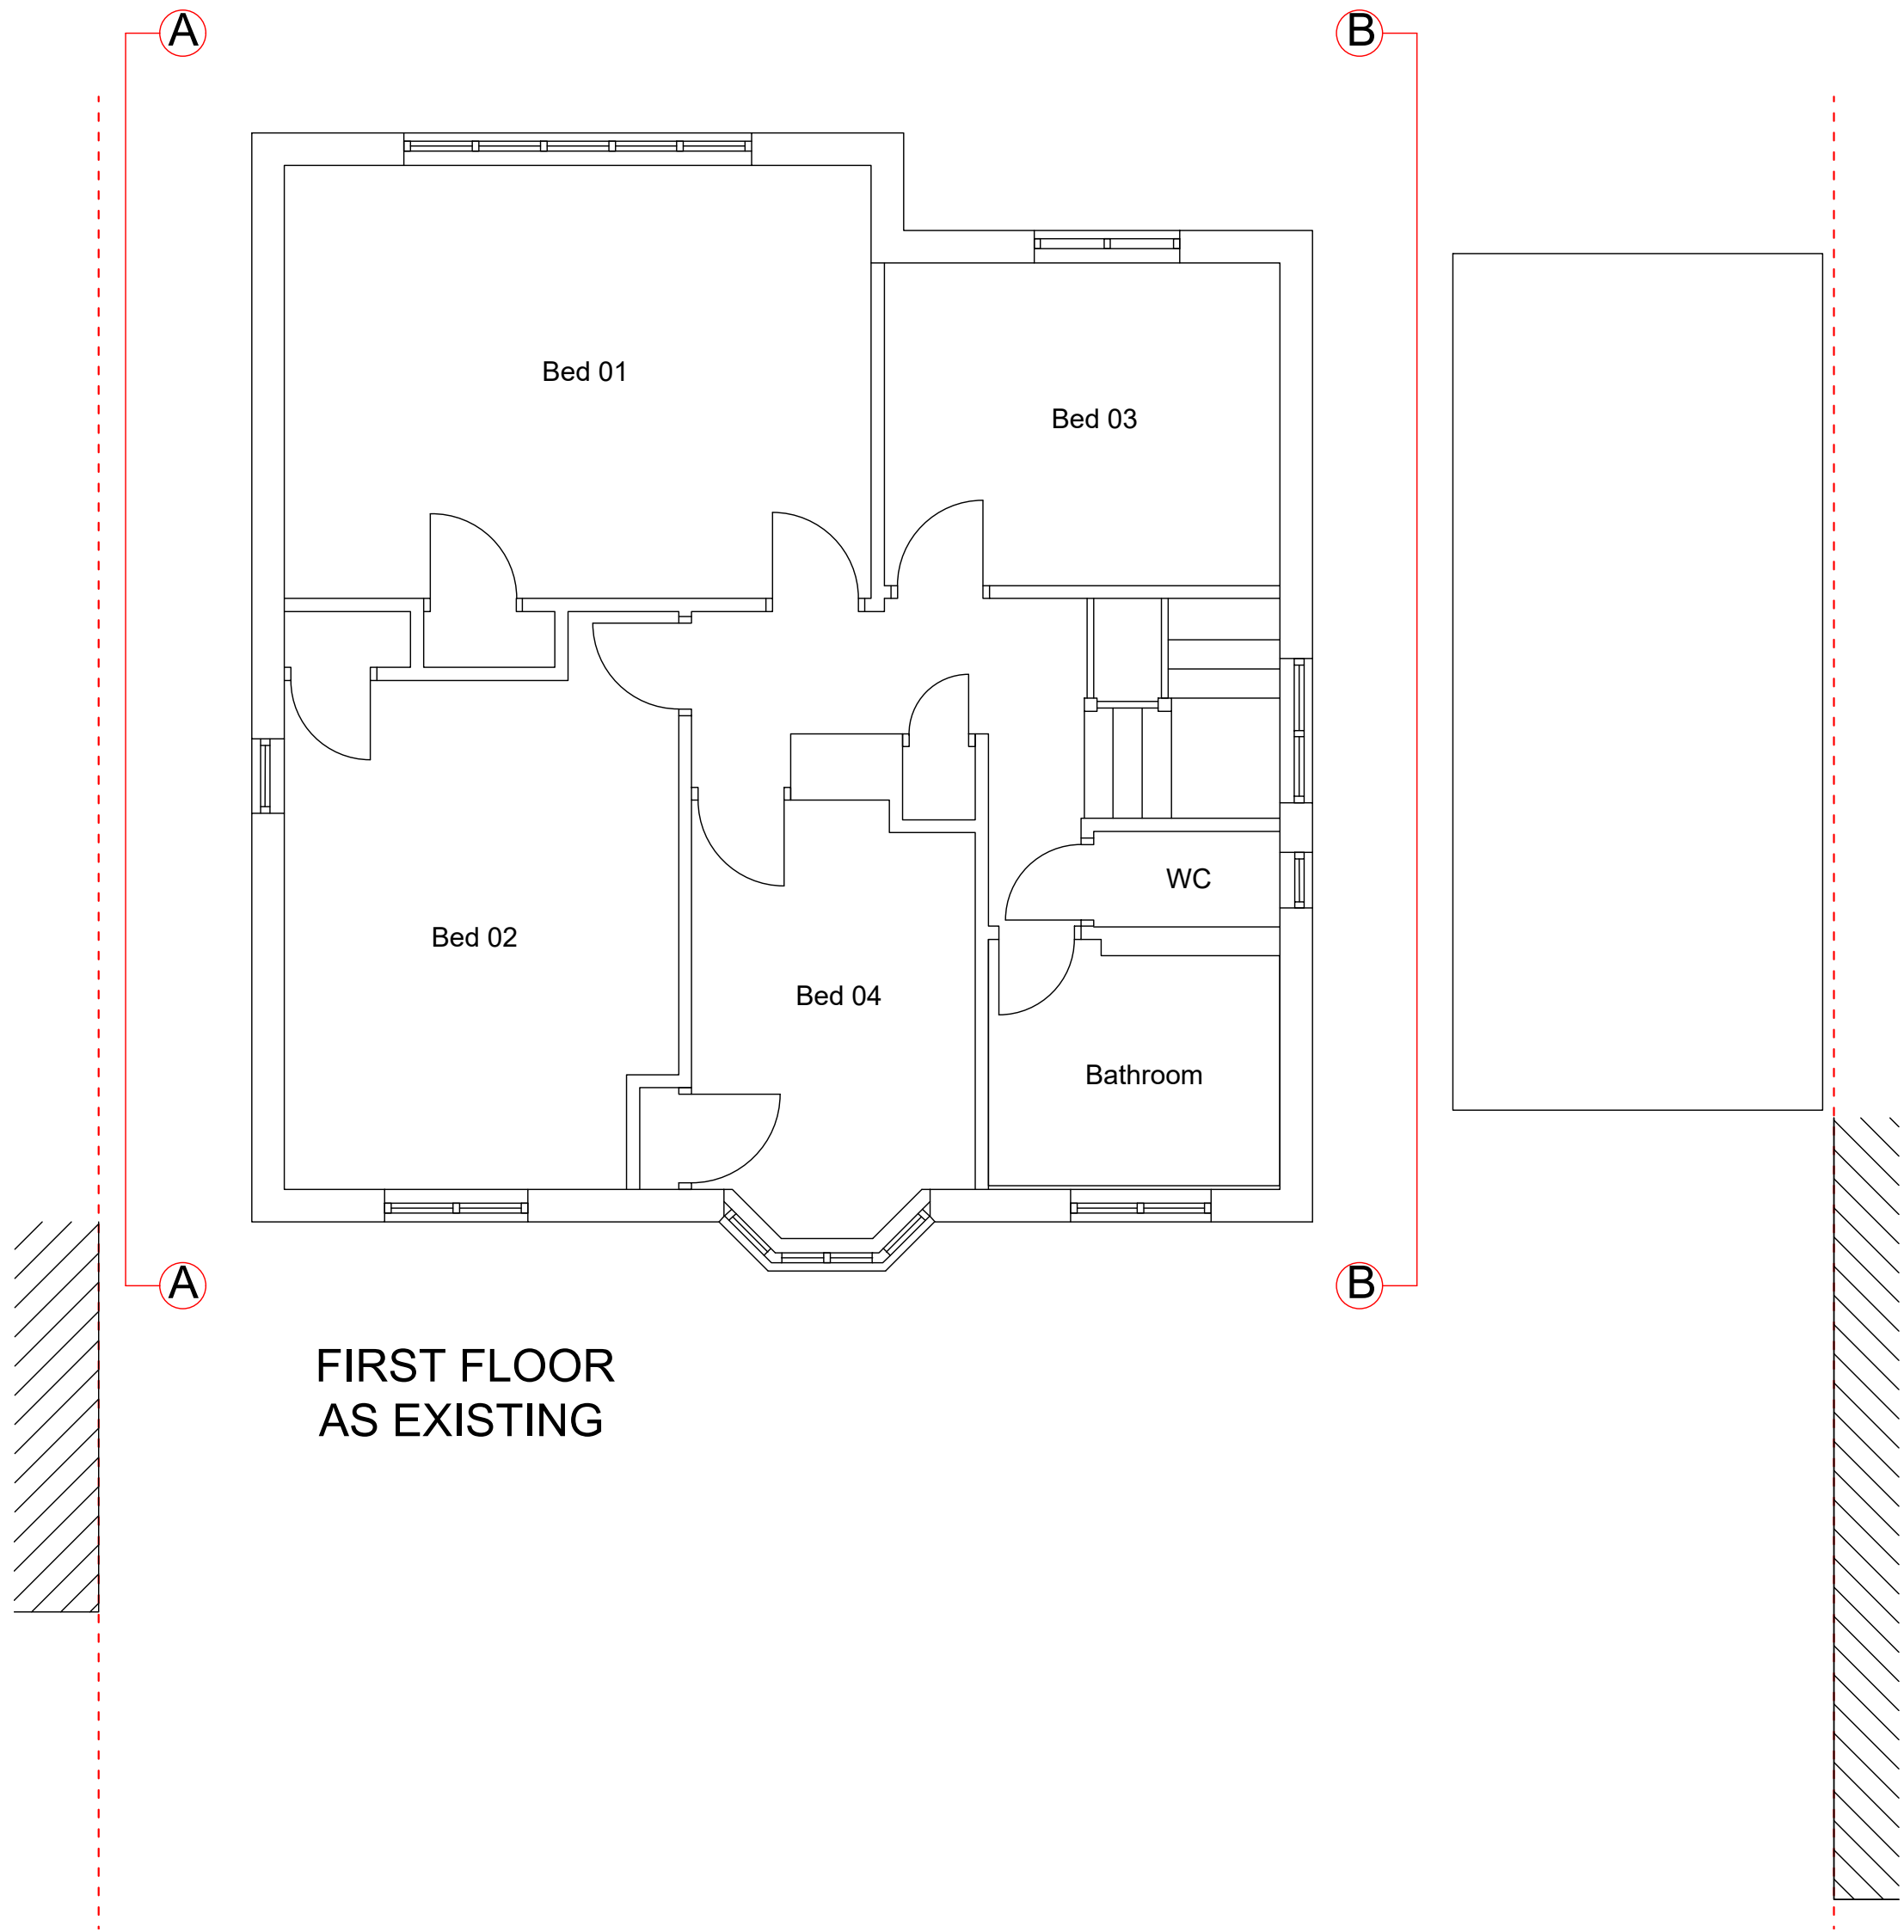 A
B
Bed 01
Bed 03
WC
Bed 02
Bed 04
Bathroom
A
B
FIRST FLOOR
AS EXISTING